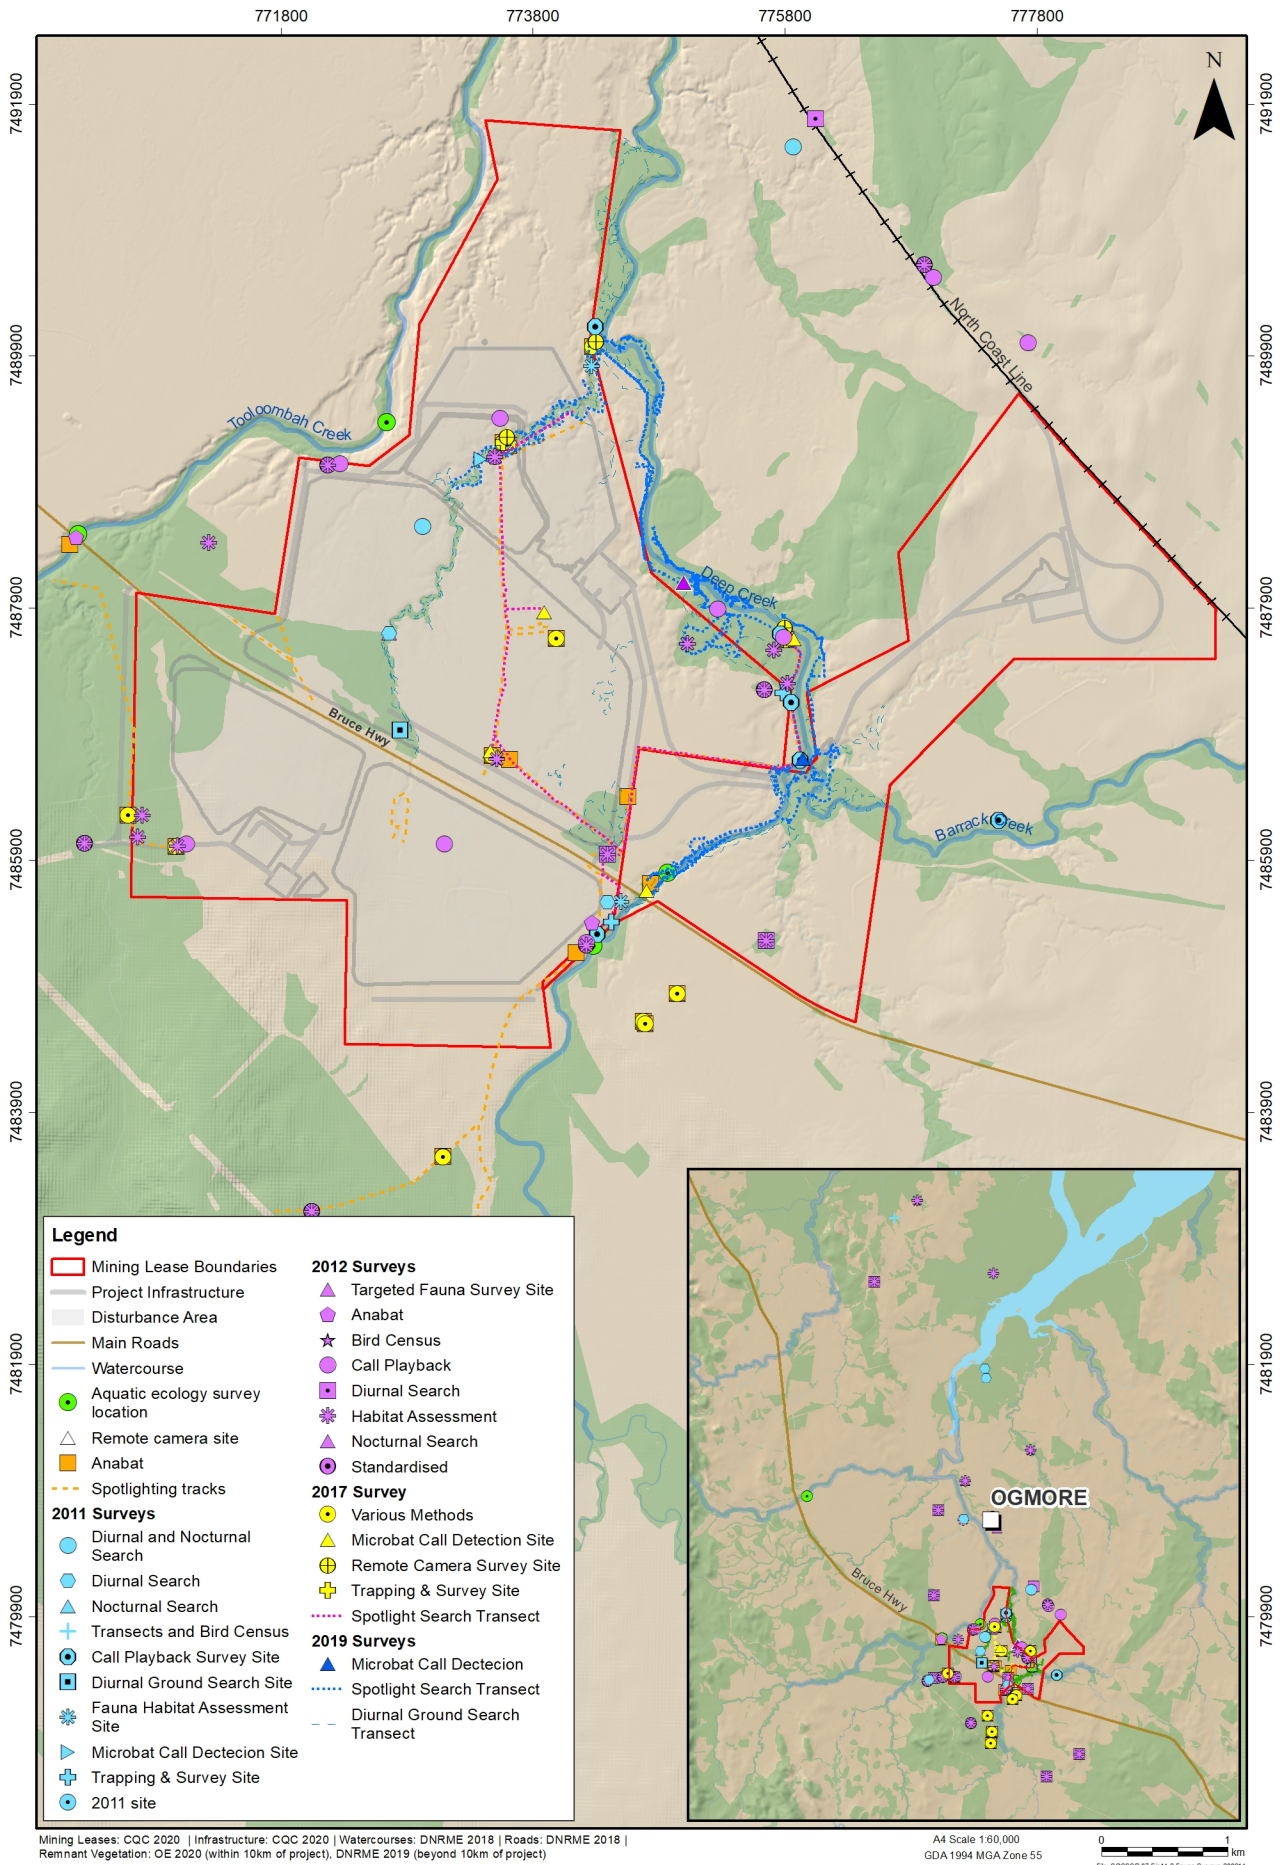 771800
773800
775800
777800
7491900
7491900
N
North Coast Line
7489900
7489900
Tooloombah Creek
7487900
7487900
Deep Creek
Bruce Hwy
Barrack Creek
7485900
7485900
7483900
7483900
7481900
7481900
7479900
7479900
OGMORE
Bruce Hwy
Legend
Mining Lease Boundaries
Project Infrastructure
Disturbance Area
Main Roads
Watercourse
Aquatic ecology survey
location
Remote camera site
Anabat
Spotlighting tracks
2011 Surveys
Diurnal and Nocturnal
Search
Diurnal Search
Nocturnal Search
Transects and Bird Census
Call Playback Survey Site
Diurnal Ground Search Site
Fauna Habitat Assessment
Site
Microbat Call Dectecion Site
Trapping & Survey Site
2011 site
2012 Surveys
Targeted Fauna Survey Site
Anabat
Bird Census
Call Playback
Diurnal Search
Habitat Assessment
Nocturnal Search
Standardised
2017 Survey
Various Methods
Microbat Call Detection Site
Remote Camera Survey Site
Trapping & Survey Site
Spotlight Search Transect
2019 Surveys
Microbat Call Dectecion
Spotlight Search Transect
Diurnal Ground Search
Transect
Mining Leases: CQC 2020 | Infrastructure: CQC 2020 | Watercourses: DNRME 2018 | Roads: DNRME 2018 |
Remnant Vegetation: OE 2020 (within 10km of project), DNRME 2019 (beyond 10km of project)
A4 Scale 1:60,000
GDA 1994 MGA Zone 55
0 1
km